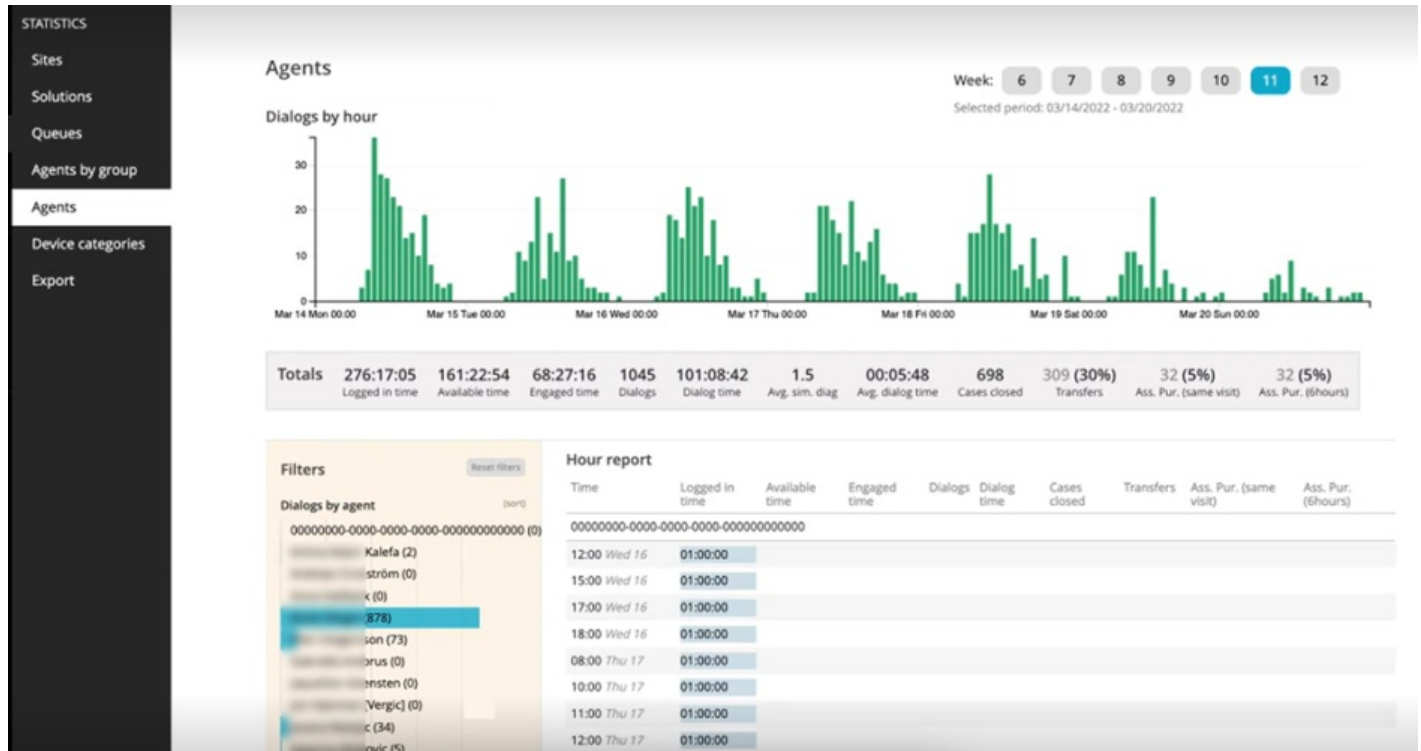 STATISTICS
Sites
Solutions
Queues
Agents by group
Agents
Device categories
Export
Agents
Week: 6 7 8 9 10 11 12
Selected period: 03/14/2022 - 03/20/2022
Dialogs by hour
30
20
10
0
Mar 14 Mon 00:00 Mar 15 Tue 00:00 Mar 16 Wed 00:00 Mar 17 Thu 00:00 Mar 18 Fri 00:00 Mar 19 Sat 00:00 Mar 20 Sun 00:00
Totals 276:17:05 161:22:54 68:27:16 1045 101:08:42 1.5 00:05:48 698 309 (30%) 32 (5%) 32 (5%)
Logged in time Available time Engaged time Dialogs Dialog time Avg. sim. diag Avg. dialog time Cases closed Transfers Ass. Pur. (same visit) Ass. Pur. (6hours)
Filters Reset filters
Dialogs by agent (sort)
00000000-0000-0000-0000-000000000000 (0)
Kalefa (2)
ström (0)
k (0)
(878)
son (73)
orus (0)
ensten (0)
[Vergic] (0)
c (34)
ovic (5)
Hour report
Time Logged in time Available time Engaged time Dialogs Dialog time Cases closed Transfers Ass. Pur. (same visit) Ass. Pur. (6hours)
00000000-0000-0000-0000-000000000000
12:00 Wed 16 01:00:00
15:00 Wed 16 01:00:00
17:00 Wed 16 01:00:00
18:00 Wed 16 01:00:00
08:00 Thu 17 01:00:00
10:00 Thu 17 01:00:00
11:00 Thu 17 01:00:00
12:00 Thu 17 01:00:00